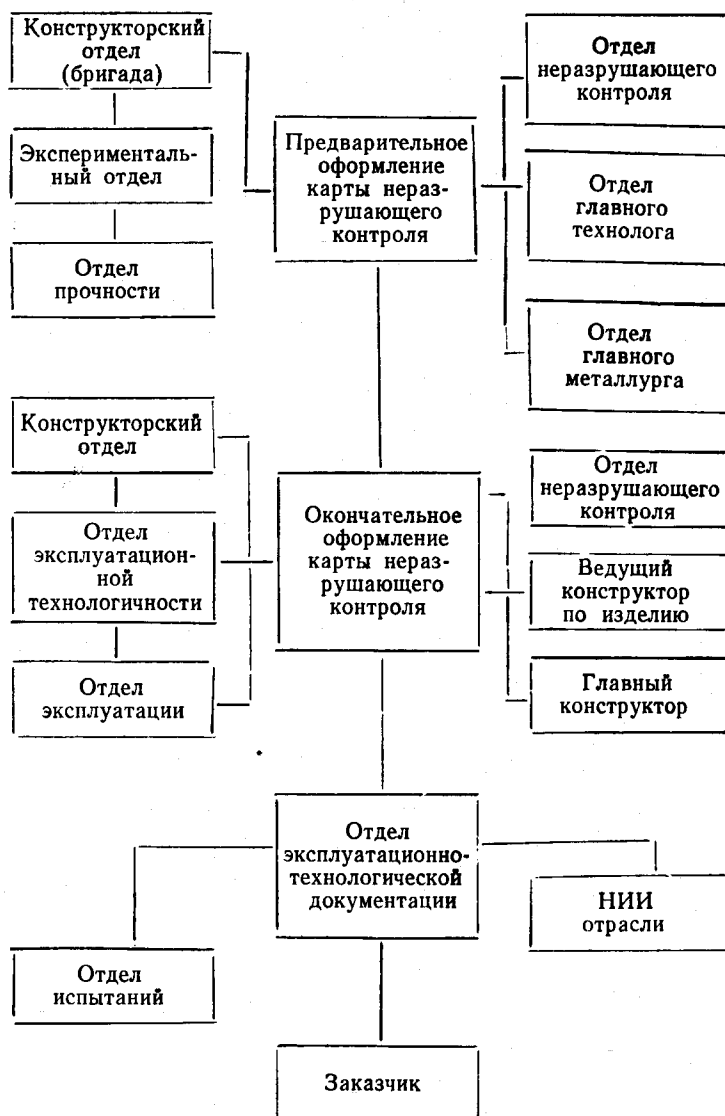 Конструкторский
отдел
(бригада)
Эксперименталь-
ный отдел
Отдел
прочности
Предварительное
оформление
карты нераз-
рушающего
контроля
Отдел
неразрушающего
контроля
Отдел
главного
технолога
Отдел
главного
металлурга
Конструкторский
отдел
Отдел
эксплуатацион-
ной
технологичности
Отдел
эксплуатации
Окончательное
оформление
карты нераз-
рушающего
контроля
Отдел
неразрушающего
контроля
Ведущий
конструктор
по изделию
Главный
конструктор
Отдел
эксплуатационно-
технологической
документации
НИИ
отрасли
Отдел
испытаний
Заказчик